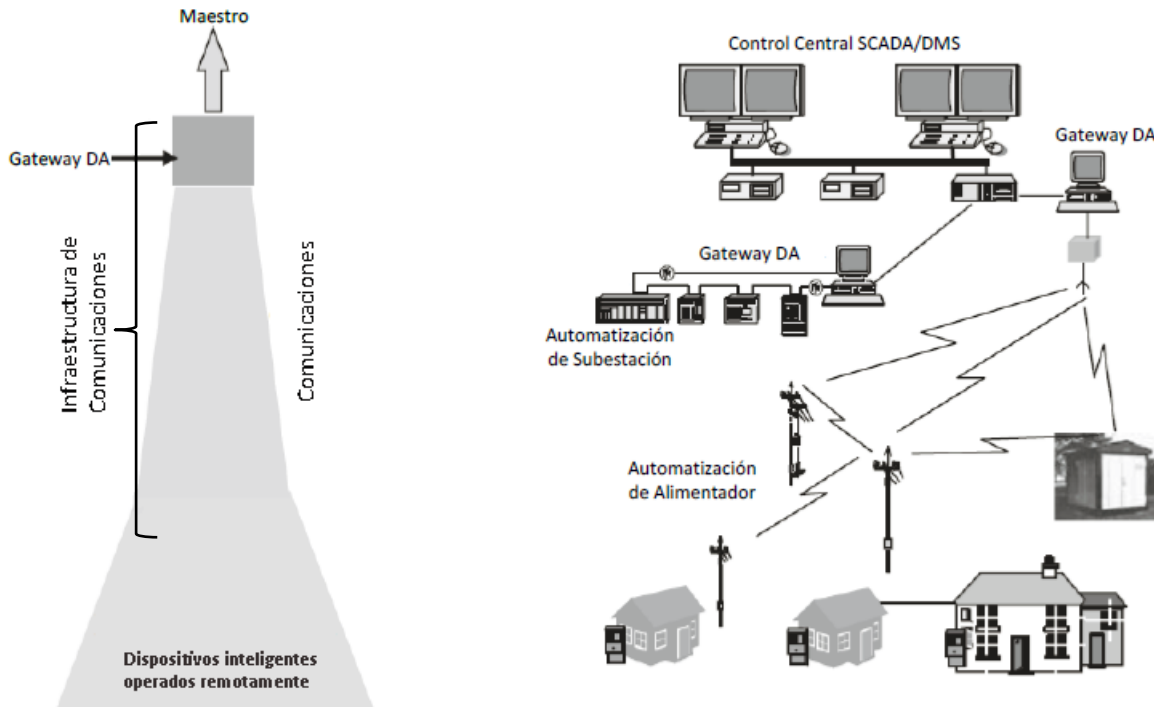 Maestro
Gateway DA
Infraestructura de
Comunicaciones
Comunicaciones
Dispositivos inteligentes
operados remotamente
Control Central SCADA/DMS
Gateway DA
Gateway DA
Automatización
de Subestación
Automatización
de Alimentador